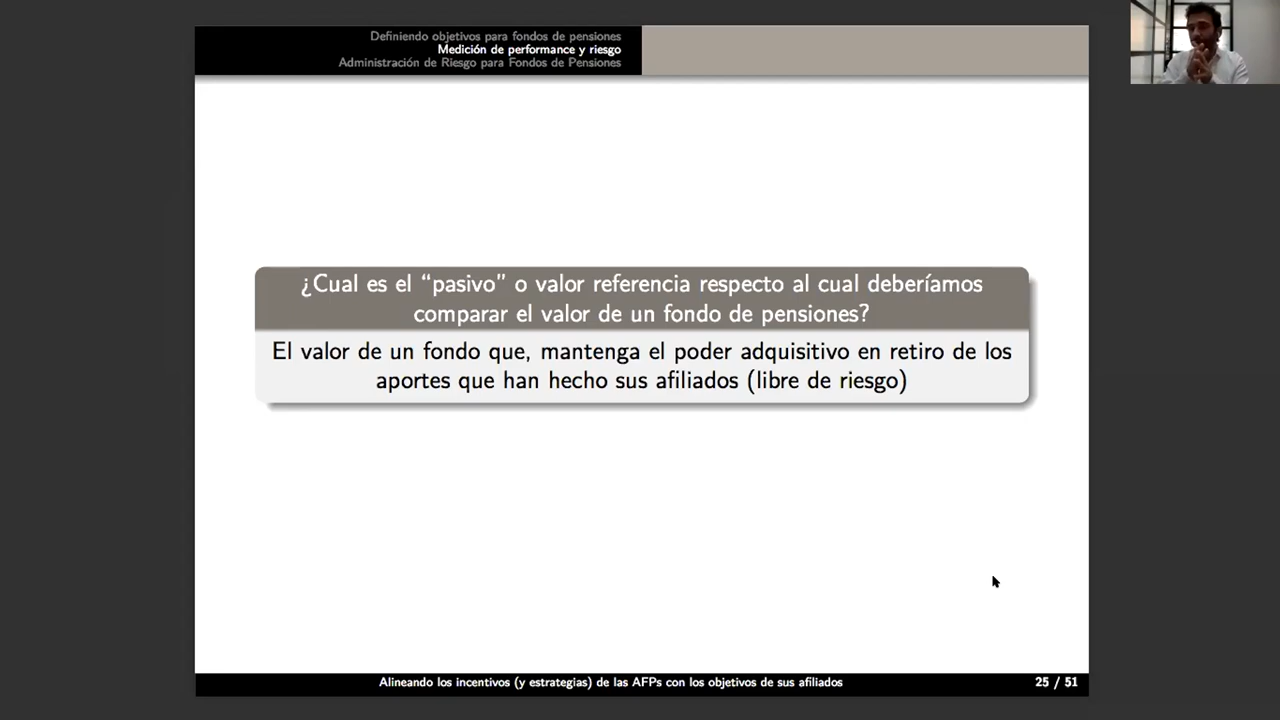 Definiendo objetivos para fondos de pensiones
Medición de performance y riesgo
Administración de Riesgo para Fondos de Pensiones
¿Cual es el “pasivo” o valor referencia respecto al cual deberíamos
comparar el valor de un fondo de pensiones?
El valor de un fondo que, mantenga el poder adquisitivo en retiro de los
aportes que han hecho sus afiliados (libre de riesgo)
Alineando los incentivos (y estrategias) de las AFPs con los objetivos de sus afiliados
25 / 51